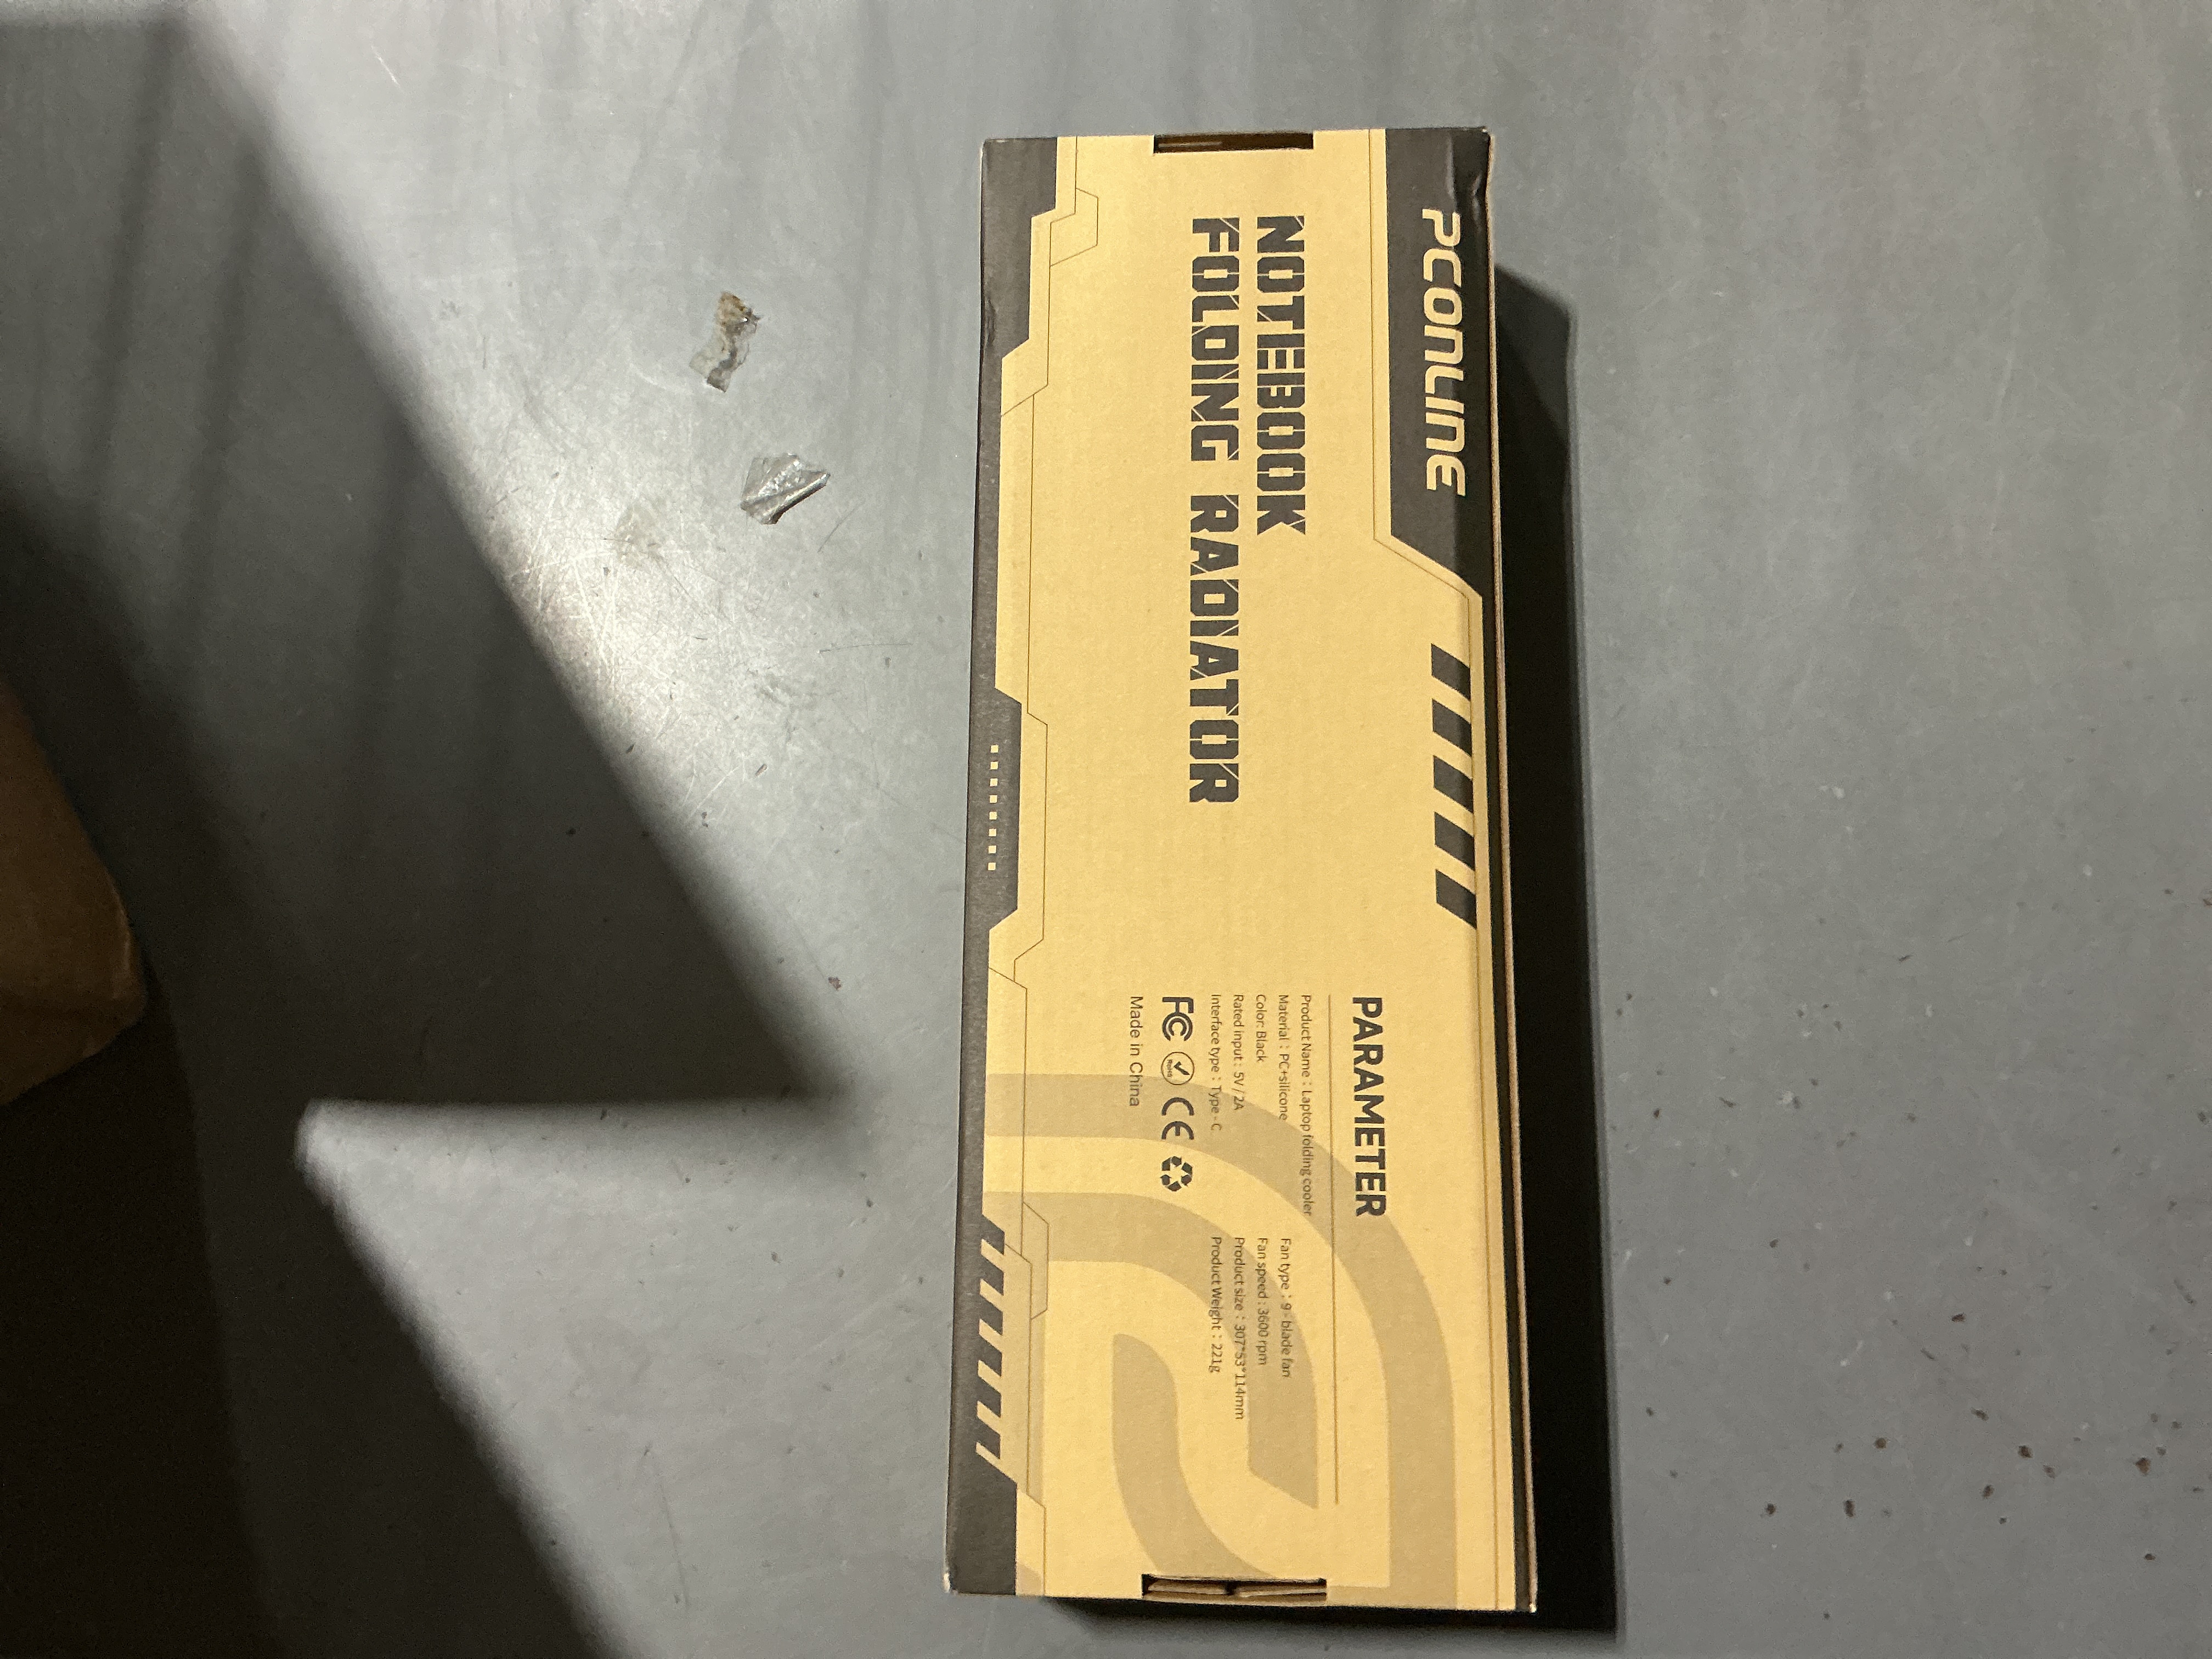 PCONLINE
NOTEBOOK
FOLDING RADIATOR
PARAMETER
Product Name : Laptop folding cooler
Material : PC+silicone
Color: Black
Rated input : 5V / 2A
Interface type : Type - C
Fan type : 9 - blade fan
Fan speed : 3600 rpm
Product size : 307*53*114mm
Product Weight : 221g
FC RoHS CE
Made in China